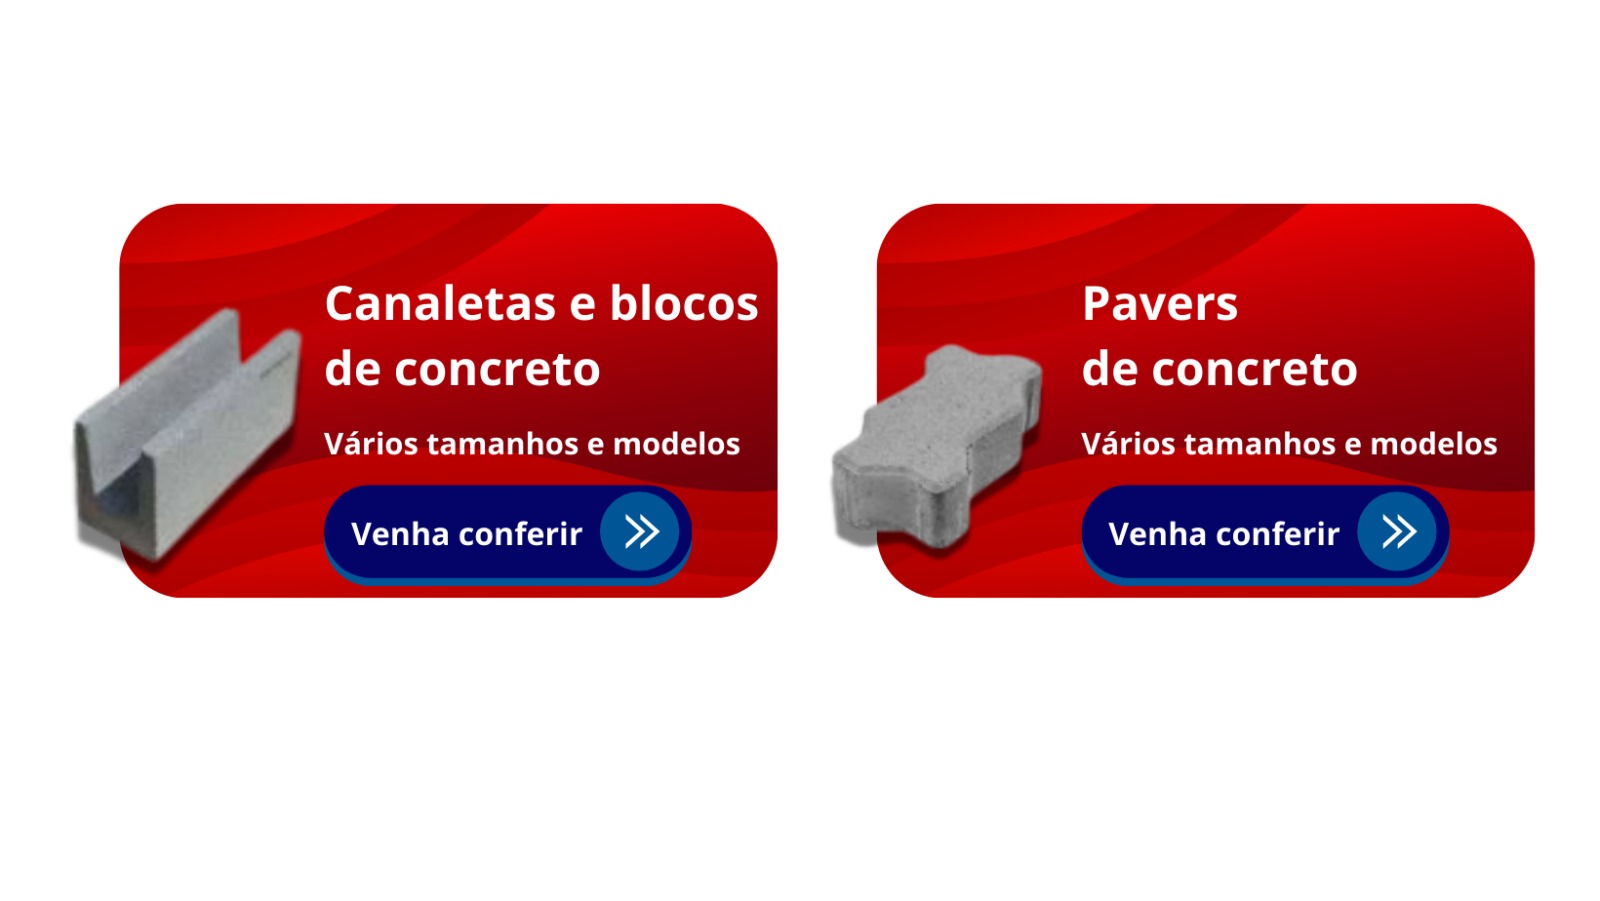 Canaletas e blocos
de concreto
Vários tamanhos e modelos
Venha conferir
Pavers
de concreto
Vários tamanhos e modelos
Venha conferir